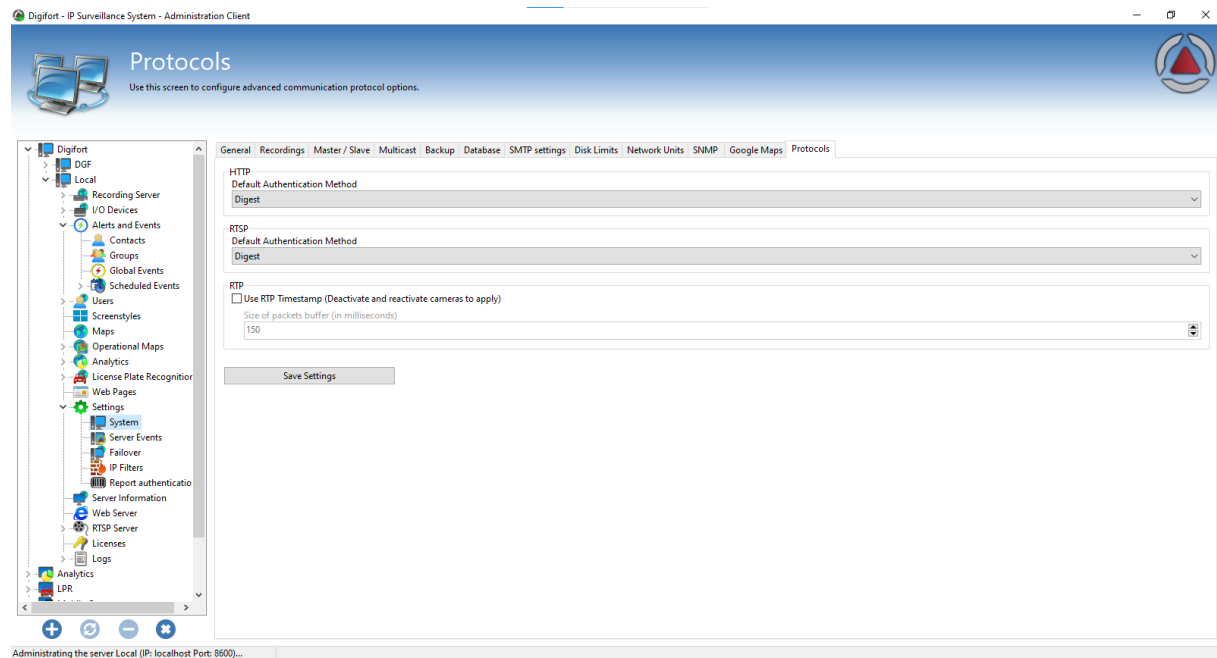 Digifort - IP Surveillance System - Administration Client
Protocols
Use this screen to configure advanced communication protocol options.
Digifort
DGF
Local
Recording Server
I/O Devices
Alerts and Events
Contacts
Groups
Global Events
Scheduled Events
Users
Screenstyles
Maps
Operational Maps
Analytics
License Plate Recognition
Web Pages
Settings
System
Server Events
Failover
IP Filters
Report authenticatio
Server Information
Web Server
RTSP Server
Licenses
Logs
Analytics
LPR
General Recordings Master / Slave Multicast Backup Database SMTP settings Disk Limits Network Units SNMP Google Maps Protocols
HTTP
Default Authentication Method
Digest
RTSP
Default Authentication Method
Digest
RTP
Use RTP Timestamp (Deactivate and reactivate cameras to apply)
Size of packets buffer (in milliseconds)
150
Save Settings
Administrating the server Local (IP: localhost Port: 8600)...